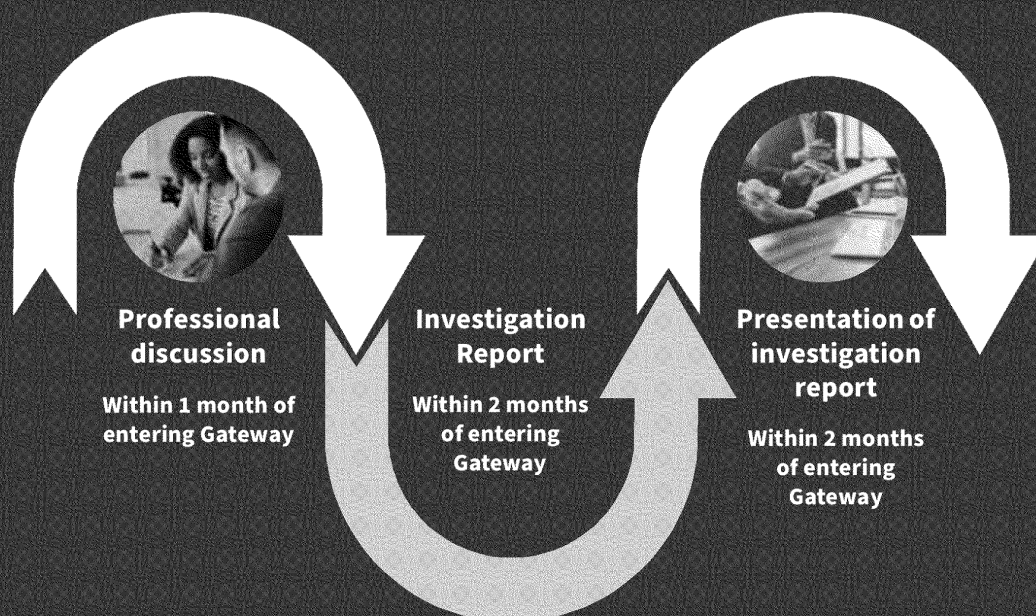 Professional
discussion
Within 1 month of
entering Gateway
Investigation
Report
Within 2 months
of entering
Gateway
Presentation of
investigation
report
Within 2 months
of entering
Gateway